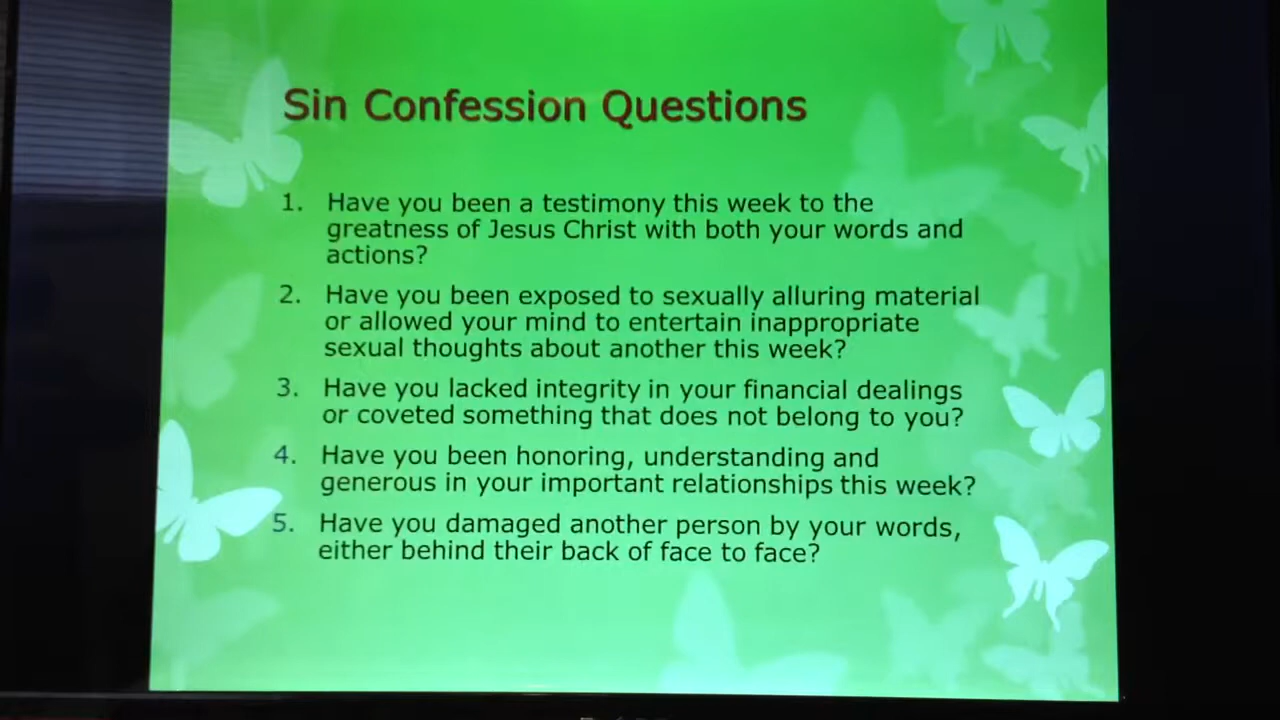 Sin Confession Questions
1. Have you been a testimony this week to the
greatness of Jesus Christ with both your words and
actions?
2. Have you been exposed to sexually alluring material
or allowed your mind to entertain inappropriate
sexual thoughts about another this week?
3. Have you lacked integrity in your financial dealings
or coveted something that does not belong to you?
4. Have you been honoring, understanding and
generous in your important relationships this week?
5. Have you damaged another person by your words,
either behind their back of face to face?